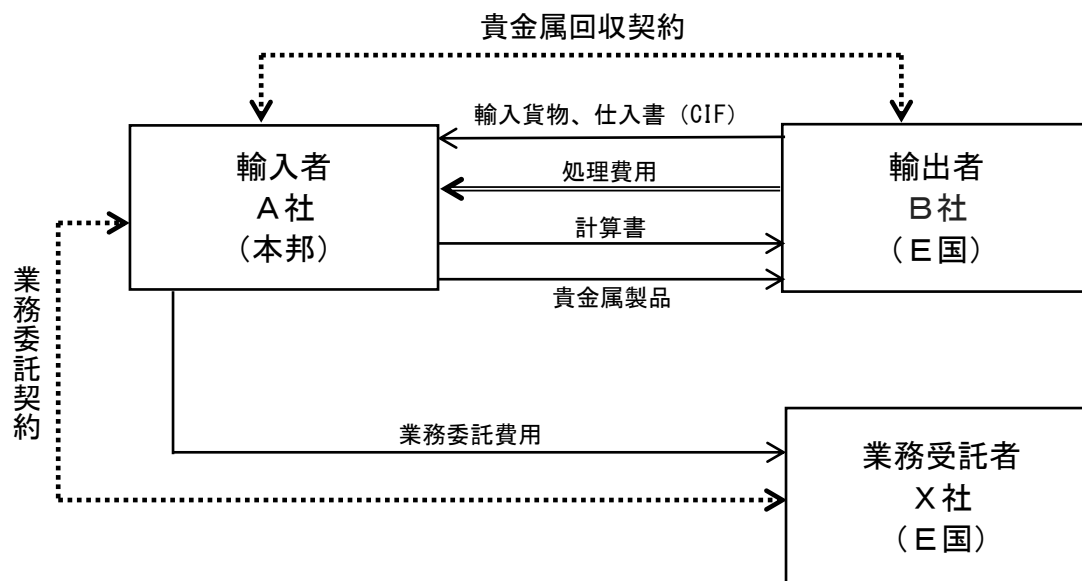 貴金属回収契約
輸入貨物、仕入書（CIF）
輸入者
A社
（本邦）
処理費用
計算書
貴金属製品
輸出者
B社
（E国）
業務委託契約
業務委託費用
業務受託者
X社
（E国）